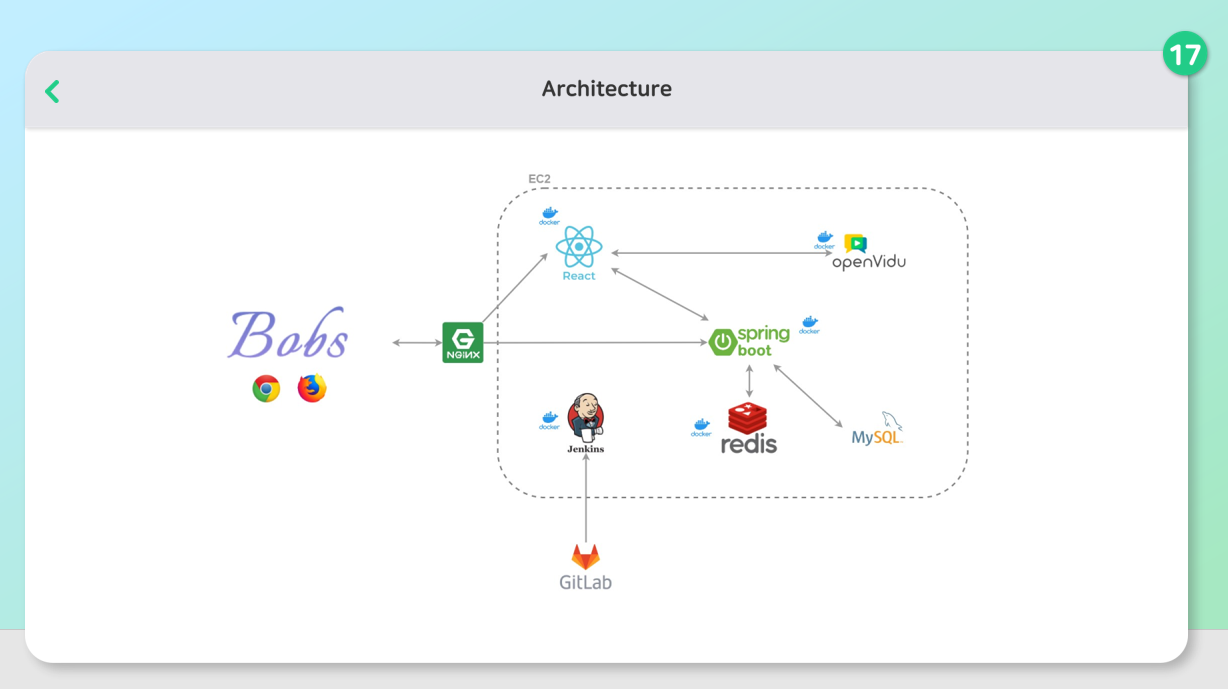 17
Architecture
EC2
docker
React
docker
openVidu
Bobs
NGINX
spring
boot
docker
docker
Jenkins
docker
redis
MySQL
GitLab